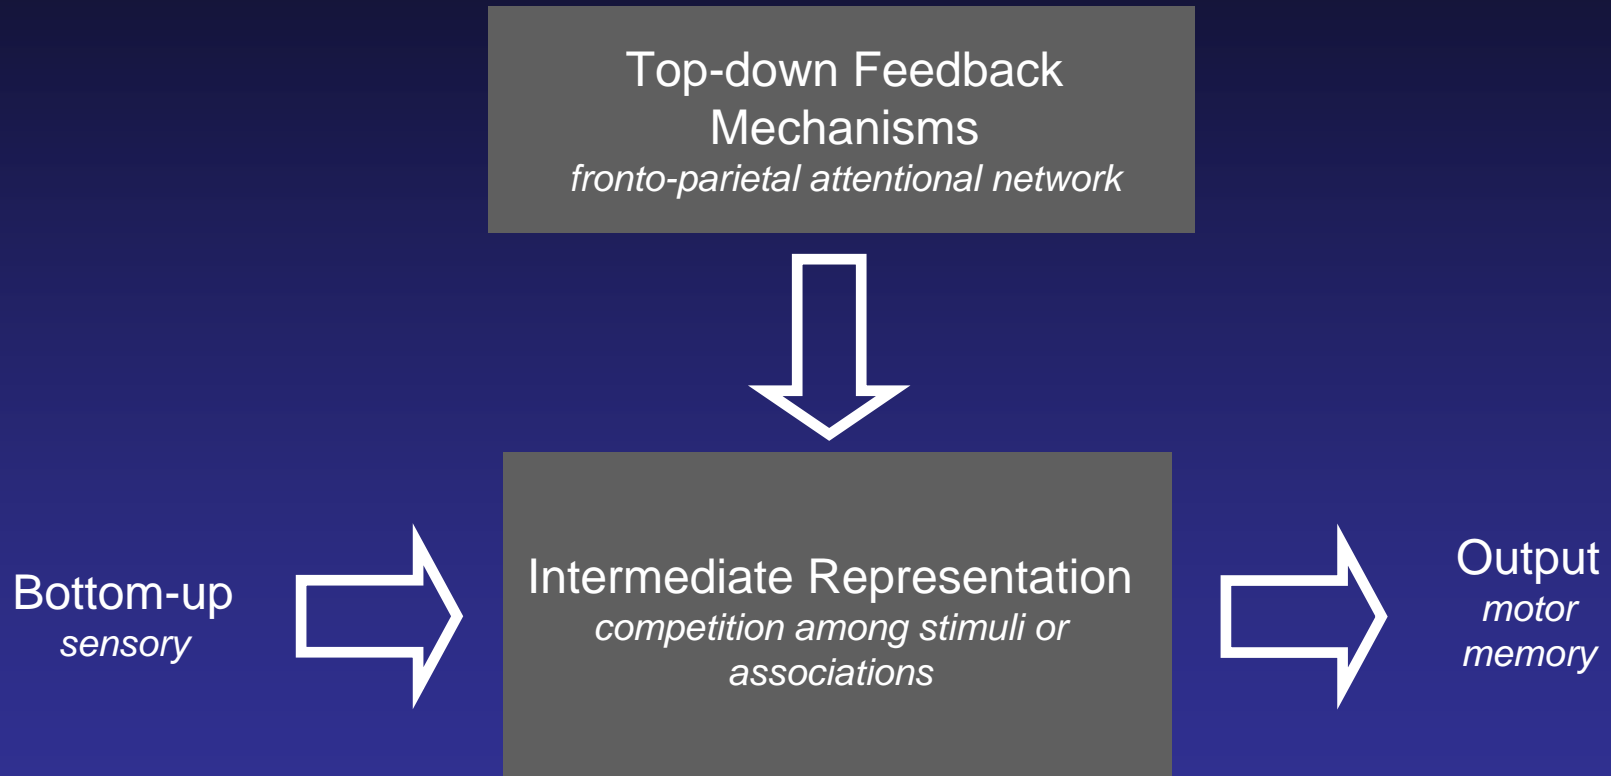 Top-down Feedback
Mechanisms
fronto-parietal attentional network
Bottom-up
sensory
Intermediate Representation
competition among stimuli or
associations
Output
motor
memory